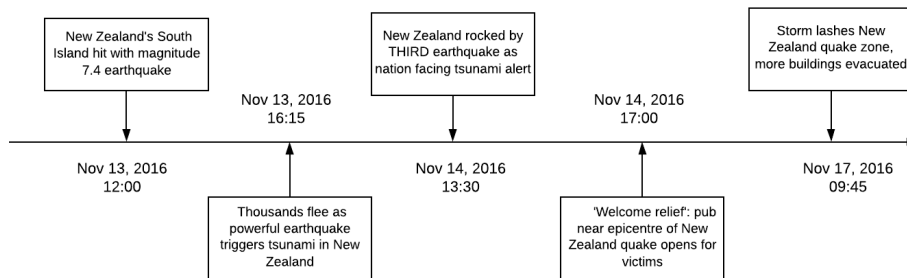 New Zealand's South
Island hit with magnitude
7.4 earthquake
Nov 13, 2016
12:00
Nov 13, 2016
16:15
Thousands flee as
powerful earthquake
triggers tsunami in New
Zealand
New Zealand rocked by
THIRD earthquake as
nation facing tsunami alert
Nov 14, 2016
13:30
Nov 14, 2016
17:00
'Welcome relief': pub
near epicentre of New
Zealand quake opens for
victims
Storm lashes New
Zealand quake zone,
more buildings evacuated
Nov 17, 2016
09:45